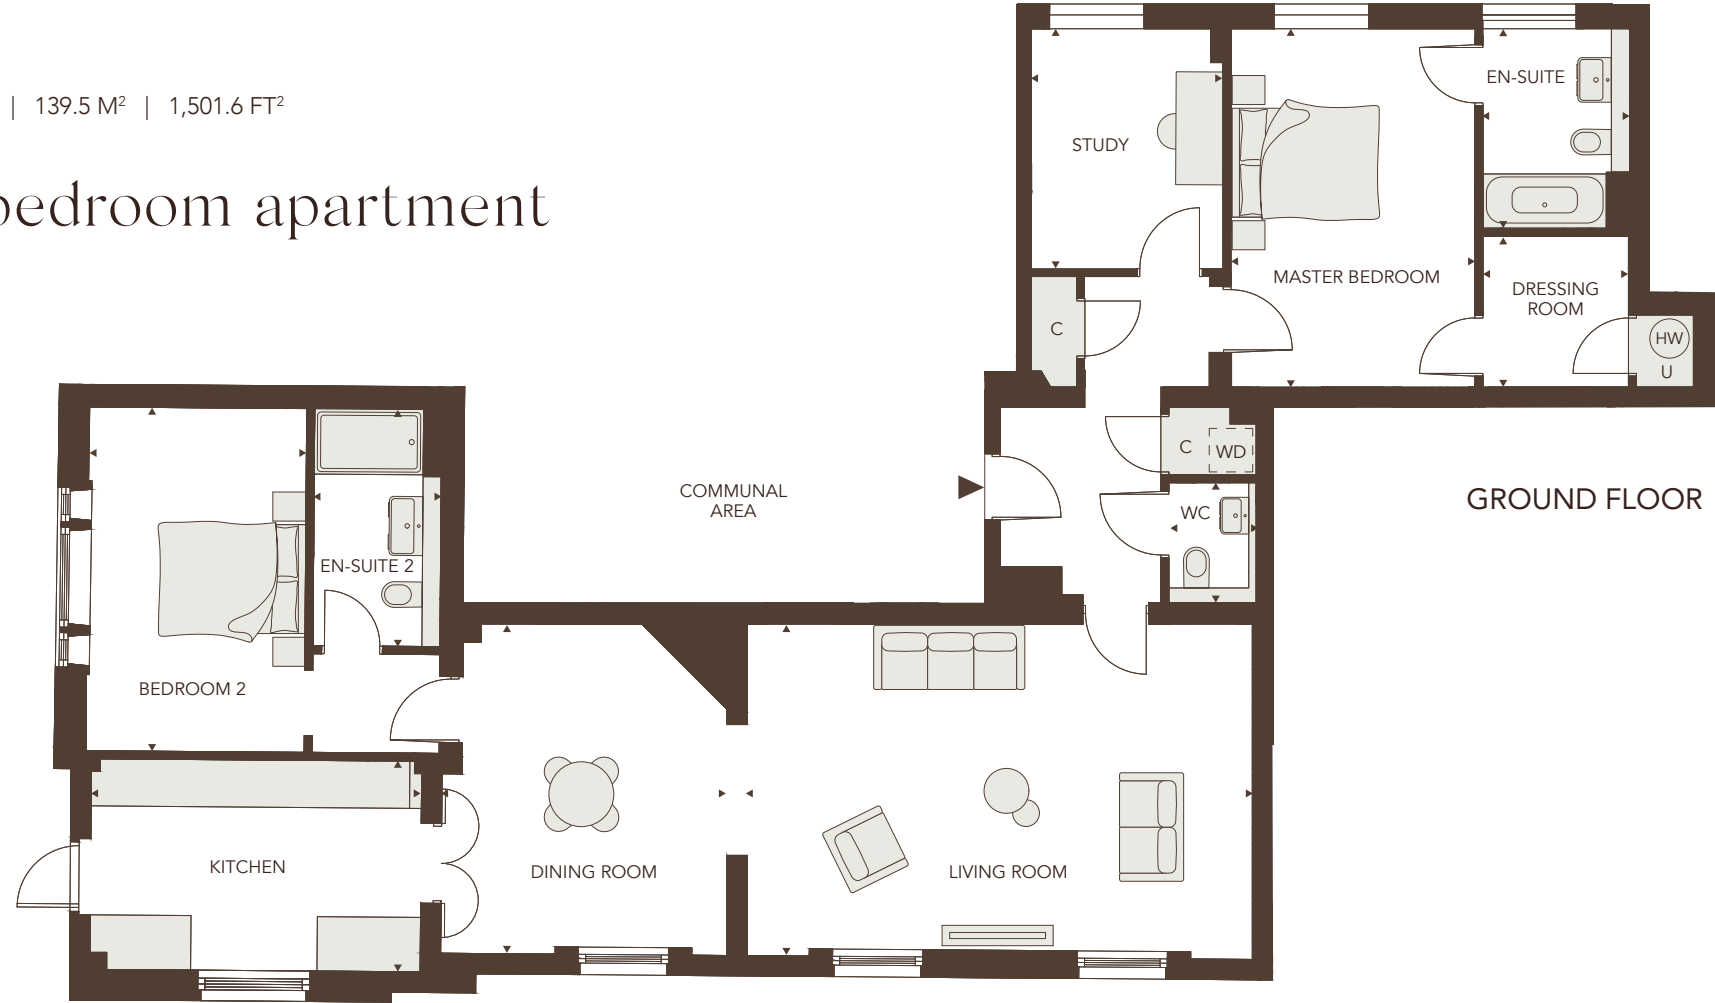 | 139.5 M² | 1,501.6 FT²
bedroom apartment
STUDY
EN-SUITE
MASTER BEDROOM
DRESSING
ROOM
C
HW
U
C
WD
WC
GROUND FLOOR
COMMUNAL
AREA
EN-SUITE 2
BEDROOM 2
KITCHEN
DINING ROOM
LIVING ROOM